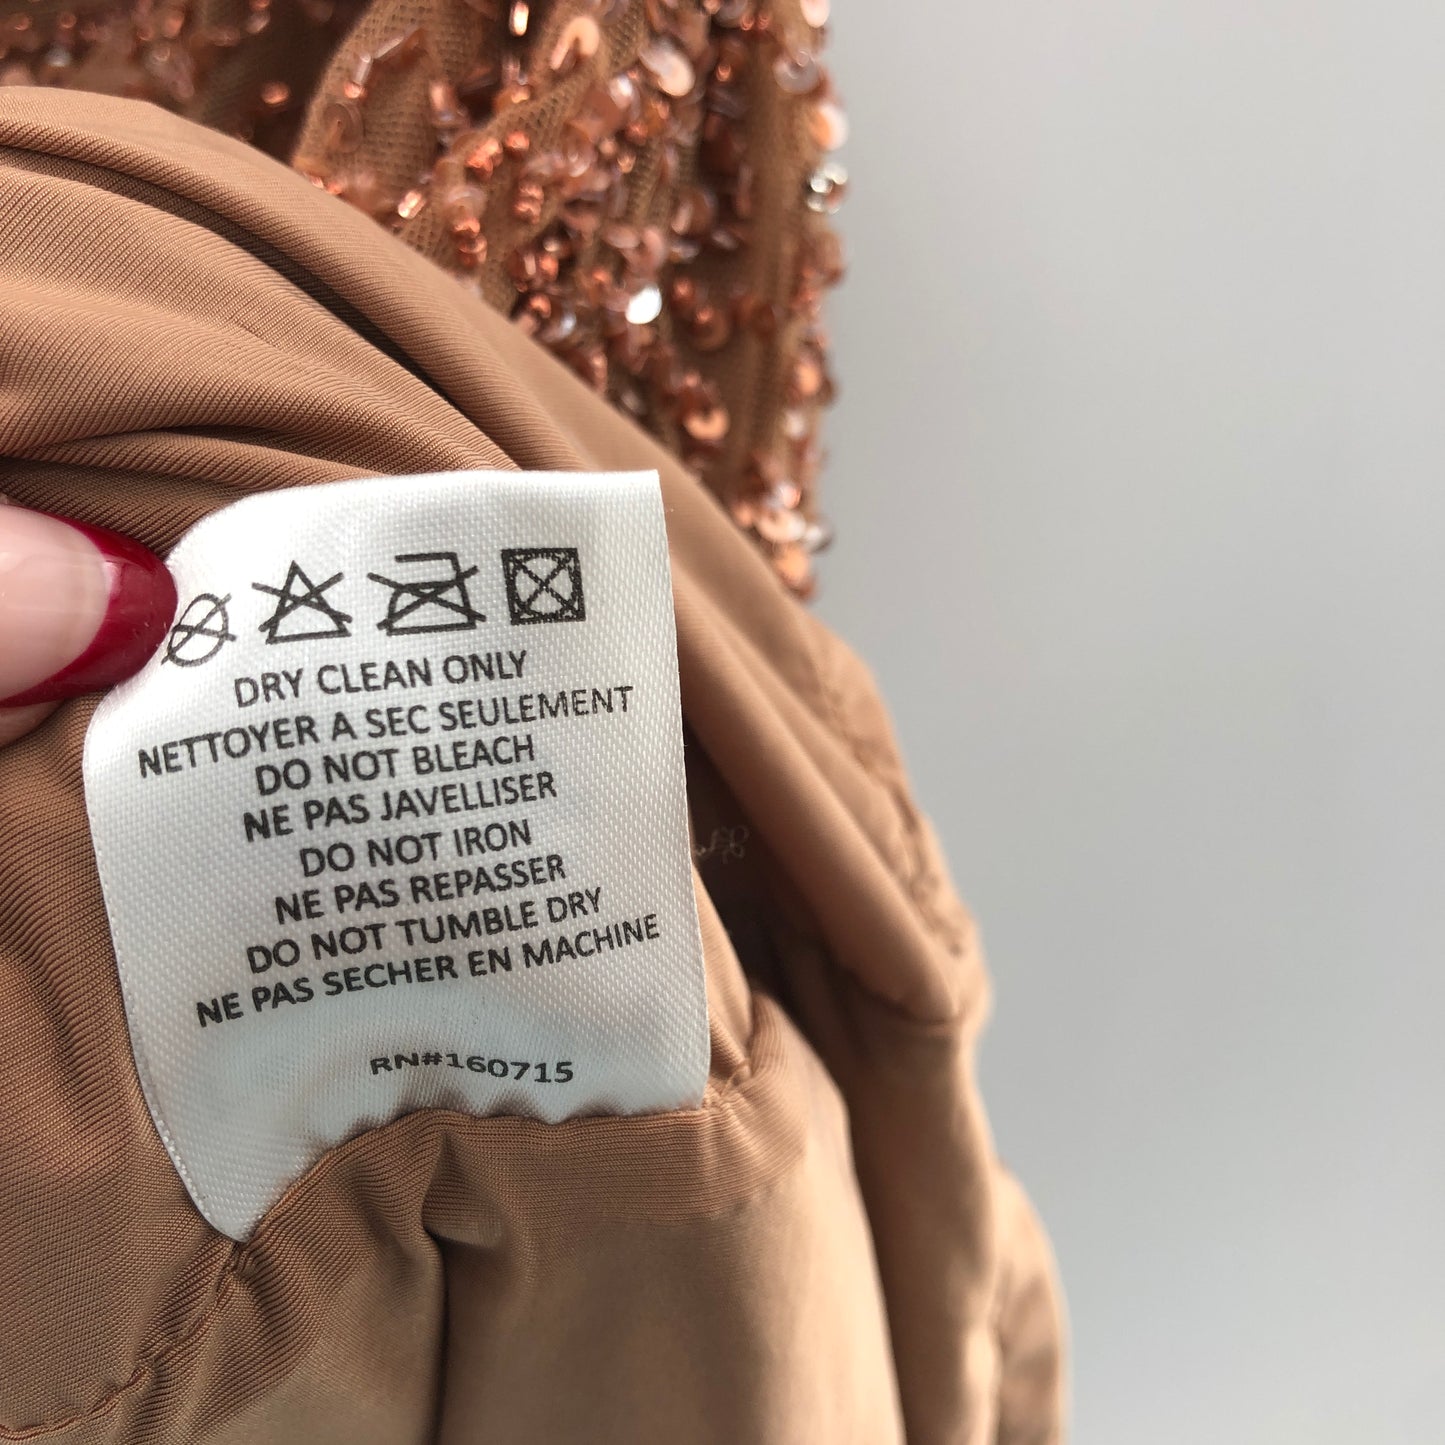 DRY CLEAN ONLY
NETTOYER A SEC SEULEMENT
DO NOT BLEACH
NE PAS JAVELLISER
DO NOT IRON
NE PAS REPASSER
DO NOT TUMBLE DRY
NE PAS SECHER EN MACHINE
RN#160715